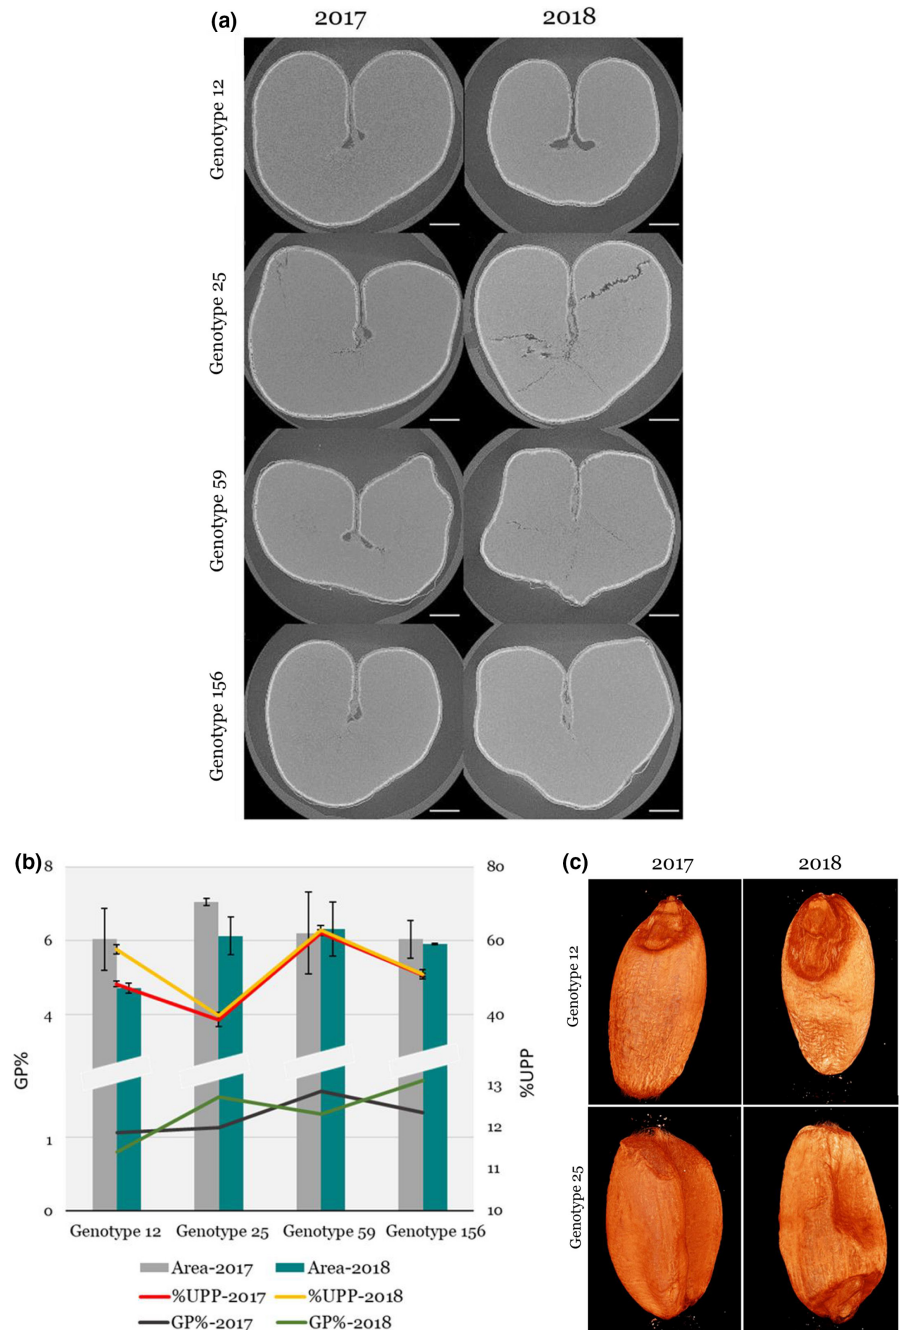 (a) 2017 2018
Genotype 12
Genotype 25
Genotype 59
Genotype 156
(b)
8 80
6 60
4 40
13
1 12
11
0 10
GP%
%UPP
Genotype 12 Genotype 25 Genotype 59 Genotype 156
Area-2017 Area-2018
%UPP-2017 %UPP-2018
GP%-2017 GP%-2018
(c) 2017 2018
Genotype 12
Genotype 25